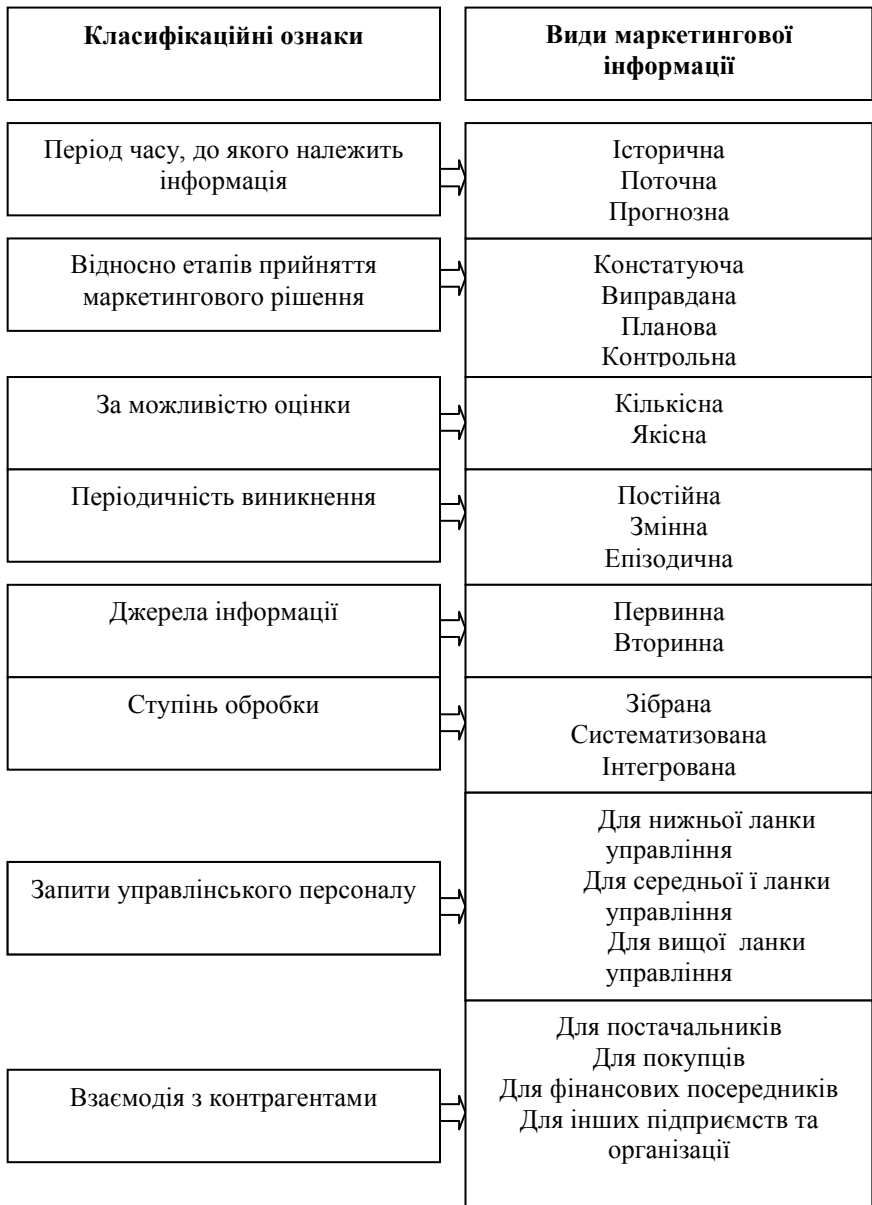 Класифікаційні ознаки
Види маркетингової
інформації
Період часу, до якого належить
інформація
Історична
Поточна
Прогнозна
Відносно етапів прийняття
маркетингового рішення
Констатуюча
Виправдана
Планова
Контрольна
За можливістю оцінки
Кількісна
Якісна
Періодичність виникнення
Постійна
Змінна
Епізодична
Джерела інформації
Первинна
Вторинна
Ступінь обробки
Зібрана
Систематизована
Інтегрована
Запити управлінського персоналу
Для нижньої ланки
управління
Для середньої ї ланки
управління
Для вищої ланки
управління
Взаємодія з контрагентами
Для постачальників
Для покупців
Для фінансових посередників
Для інших підприємств та
організації